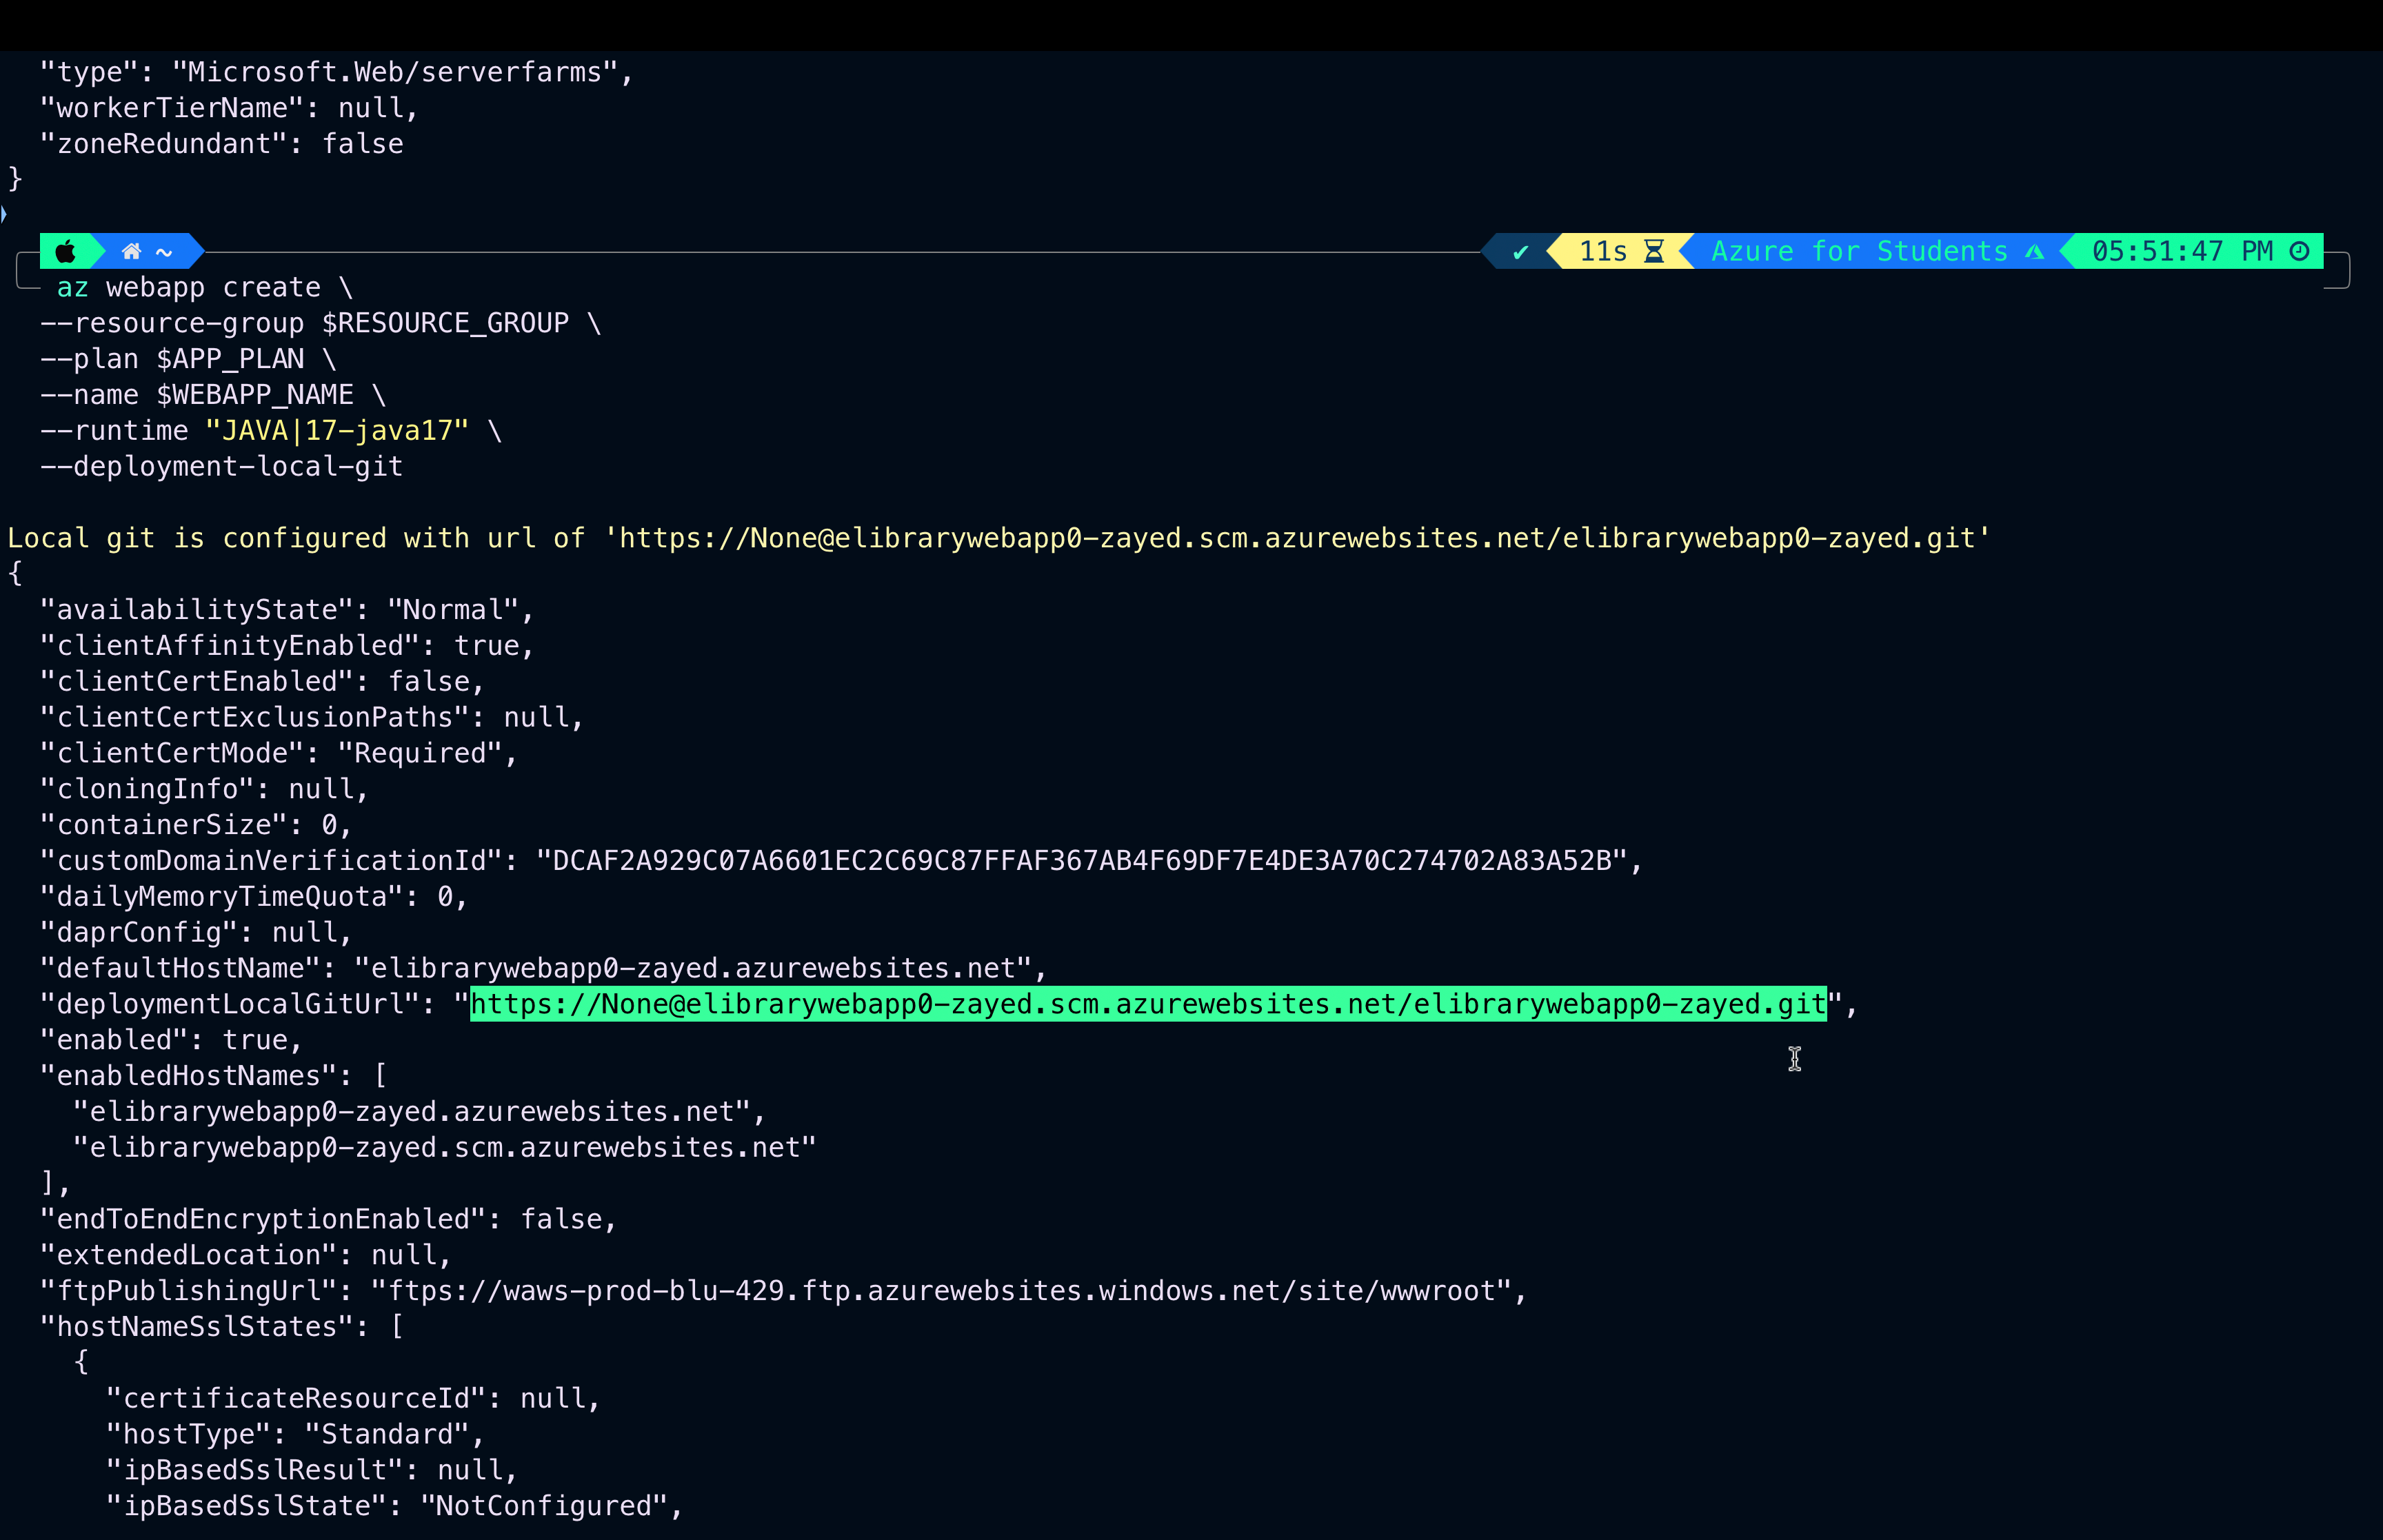 "type": "Microsoft.Web/serverfarms",
  "workerTierName": null,
  "zoneRedundant": false
}
~ ✔ 11s Azure for Students 05:51:47 PM
az webapp create \
  --resource-group $RESOURCE_GROUP \
  --plan $APP_PLAN \
  --name $WEBAPP_NAME \
  --runtime "JAVA|17-java17" \
  --deployment-local-git
Local git is configured with url of 'https://None@elibrarywebapp0-zayed.scm.azurewebsites.net/elibrarywebapp0-zayed.git'
{
  "availabilityState": "Normal",
  "clientAffinityEnabled": true,
  "clientCertEnabled": false,
  "clientCertExclusionPaths": null,
  "clientCertMode": "Required",
  "cloningInfo": null,
  "containerSize": 0,
  "customDomainVerificationId": "DCAF2A929C07A6601EC2C69C87FFAF367AB4F69DF7E4DE3A70C274702A83A52B",
  "dailyMemoryTimeQuota": 0,
  "daprConfig": null,
  "defaultHostName": "elibrarywebapp0-zayed.azurewebsites.net",
  "deploymentLocalGitUrl": "https://None@elibrarywebapp0-zayed.scm.azurewebsites.net/elibrarywebapp0-zayed.git",
  "enabled": true,
  "enabledHostNames": [
    "elibrarywebapp0-zayed.azurewebsites.net",
    "elibrarywebapp0-zayed.scm.azurewebsites.net"
  ],
  "endToEndEncryptionEnabled": false,
  "extendedLocation": null,
  "ftpPublishingUrl": "ftps://waws-prod-blu-429.ftp.azurewebsites.windows.net/site/wwwroot",
  "hostNameSslStates": [
    {
      "certificateResourceId": null,
      "hostType": "Standard",
      "ipBasedSslResult": null,
      "ipBasedSslState": "NotConfigured",